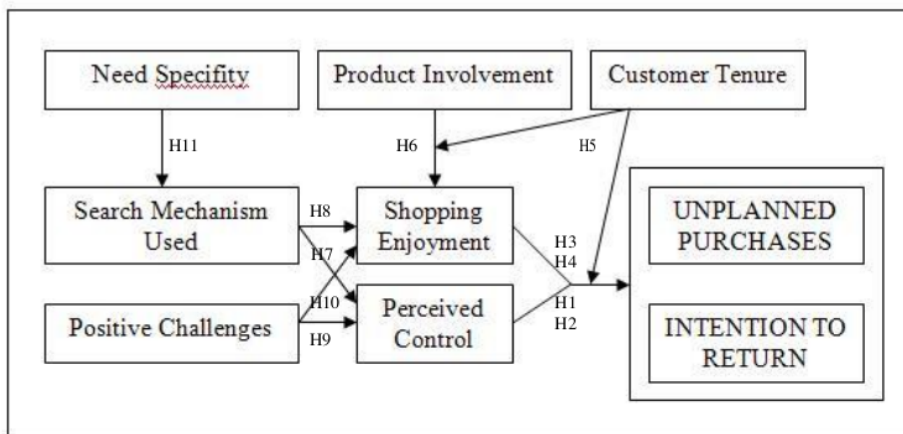 Need Specifity
Product Involvement
Customer Tenure
H11
H6
H5
Search Mechanism
Used
H8
H7
Shopping
Enjoyment
H3
H4
UNPLANNED
PURCHASES
Positive Challenges
H10
H9
Perceived
Control
H1
H2
INTENTION TO
RETURN